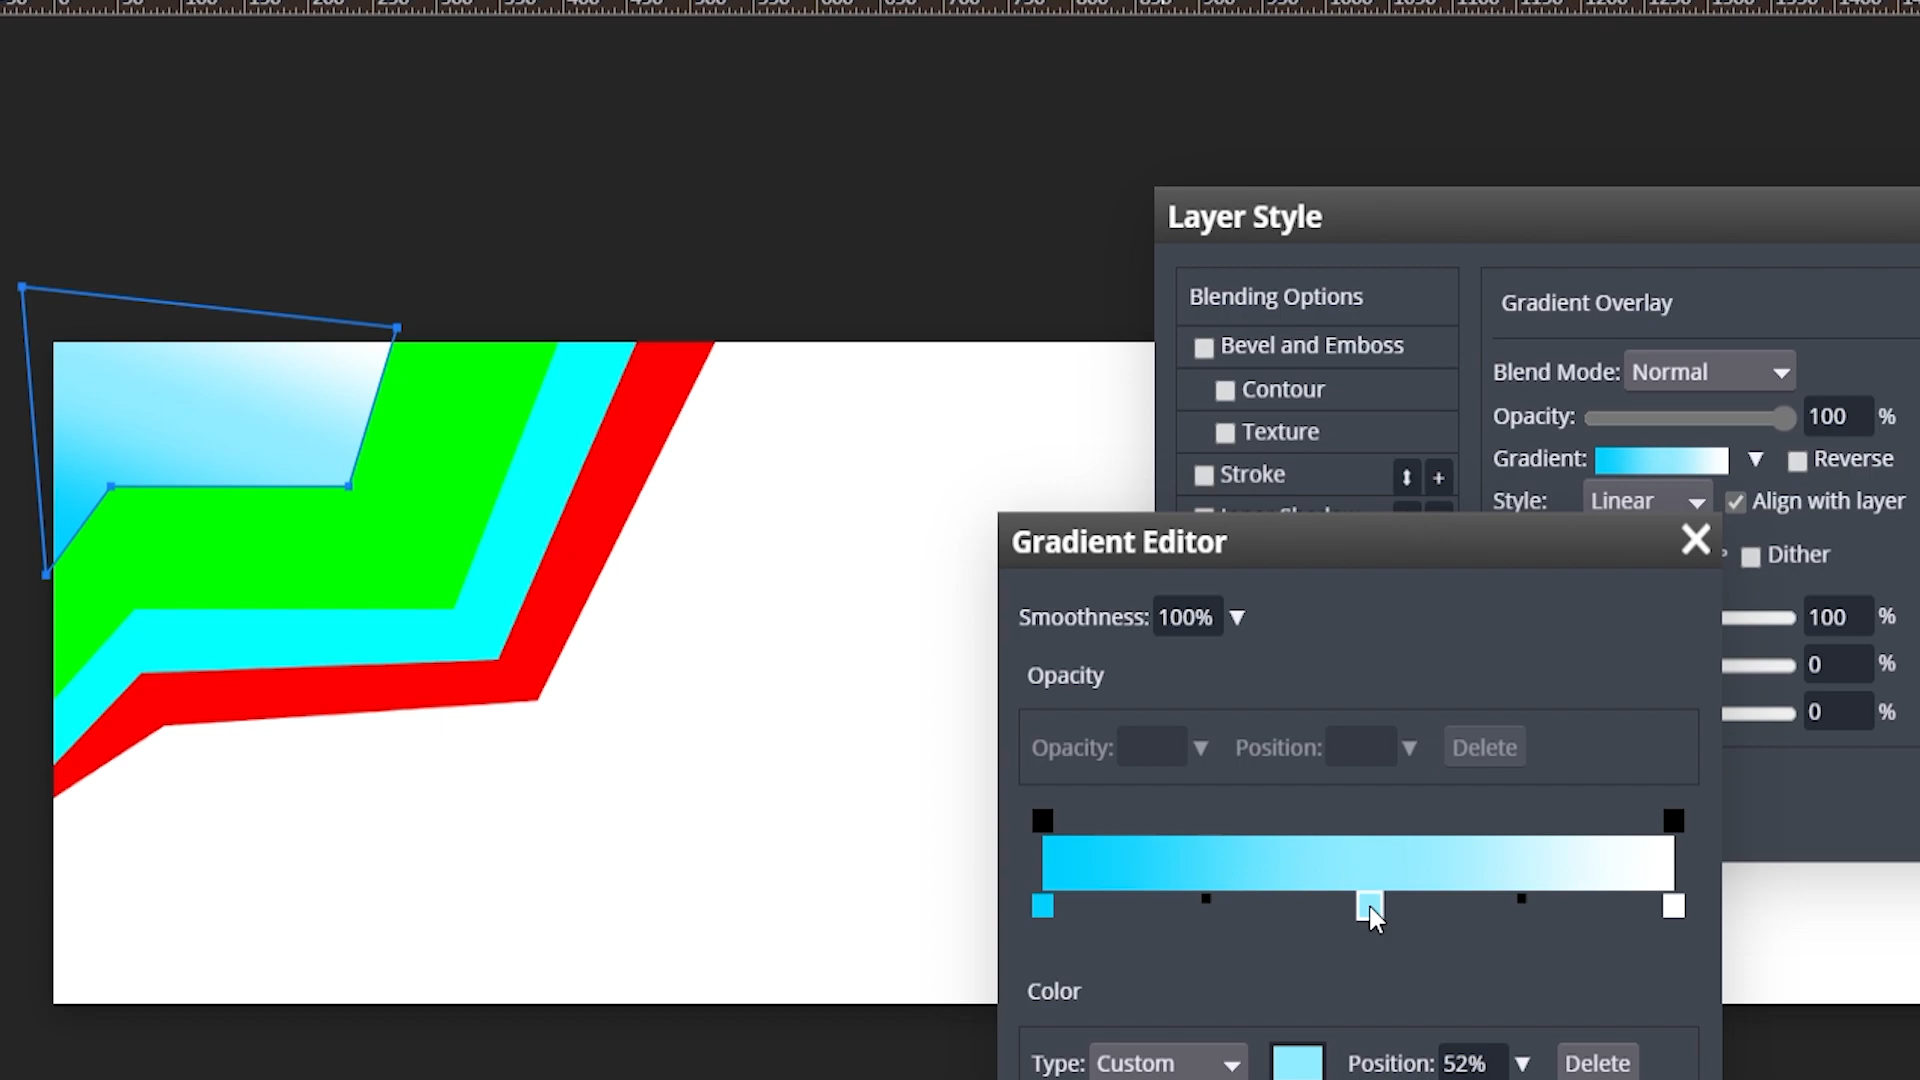 Layer Style
Blending Options
Bevel and Emboss
Contour
Texture
Stroke
+
Gradient Overlay
Blend Mode: Normal
Opacity: 100 %
Gradient: Reverse
Style: Linear Align with layer
Dither
100 %
0 %
0 %
Gradient Editor
Smoothness: 100%
Opacity
Opacity: Position: Delete
Color
Type: Custom Position: 52% Delete